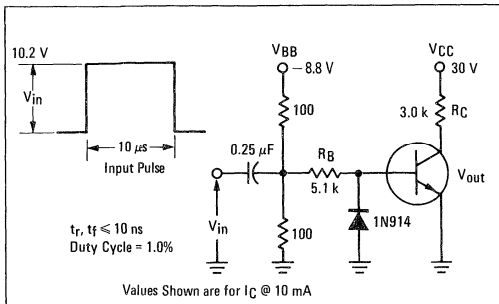 10.2 V
Vin
10 μs
Input Pulse
tr, tf ≤ 10 ns
Duty Cycle = 1.0%
VBB
−8.8 V
100
0.25 μF
Vin
100
RB
5.1 k
1N914
VCC
30 V
3.0 k
RC
Vout
Values Shown are for IC @ 10 mA